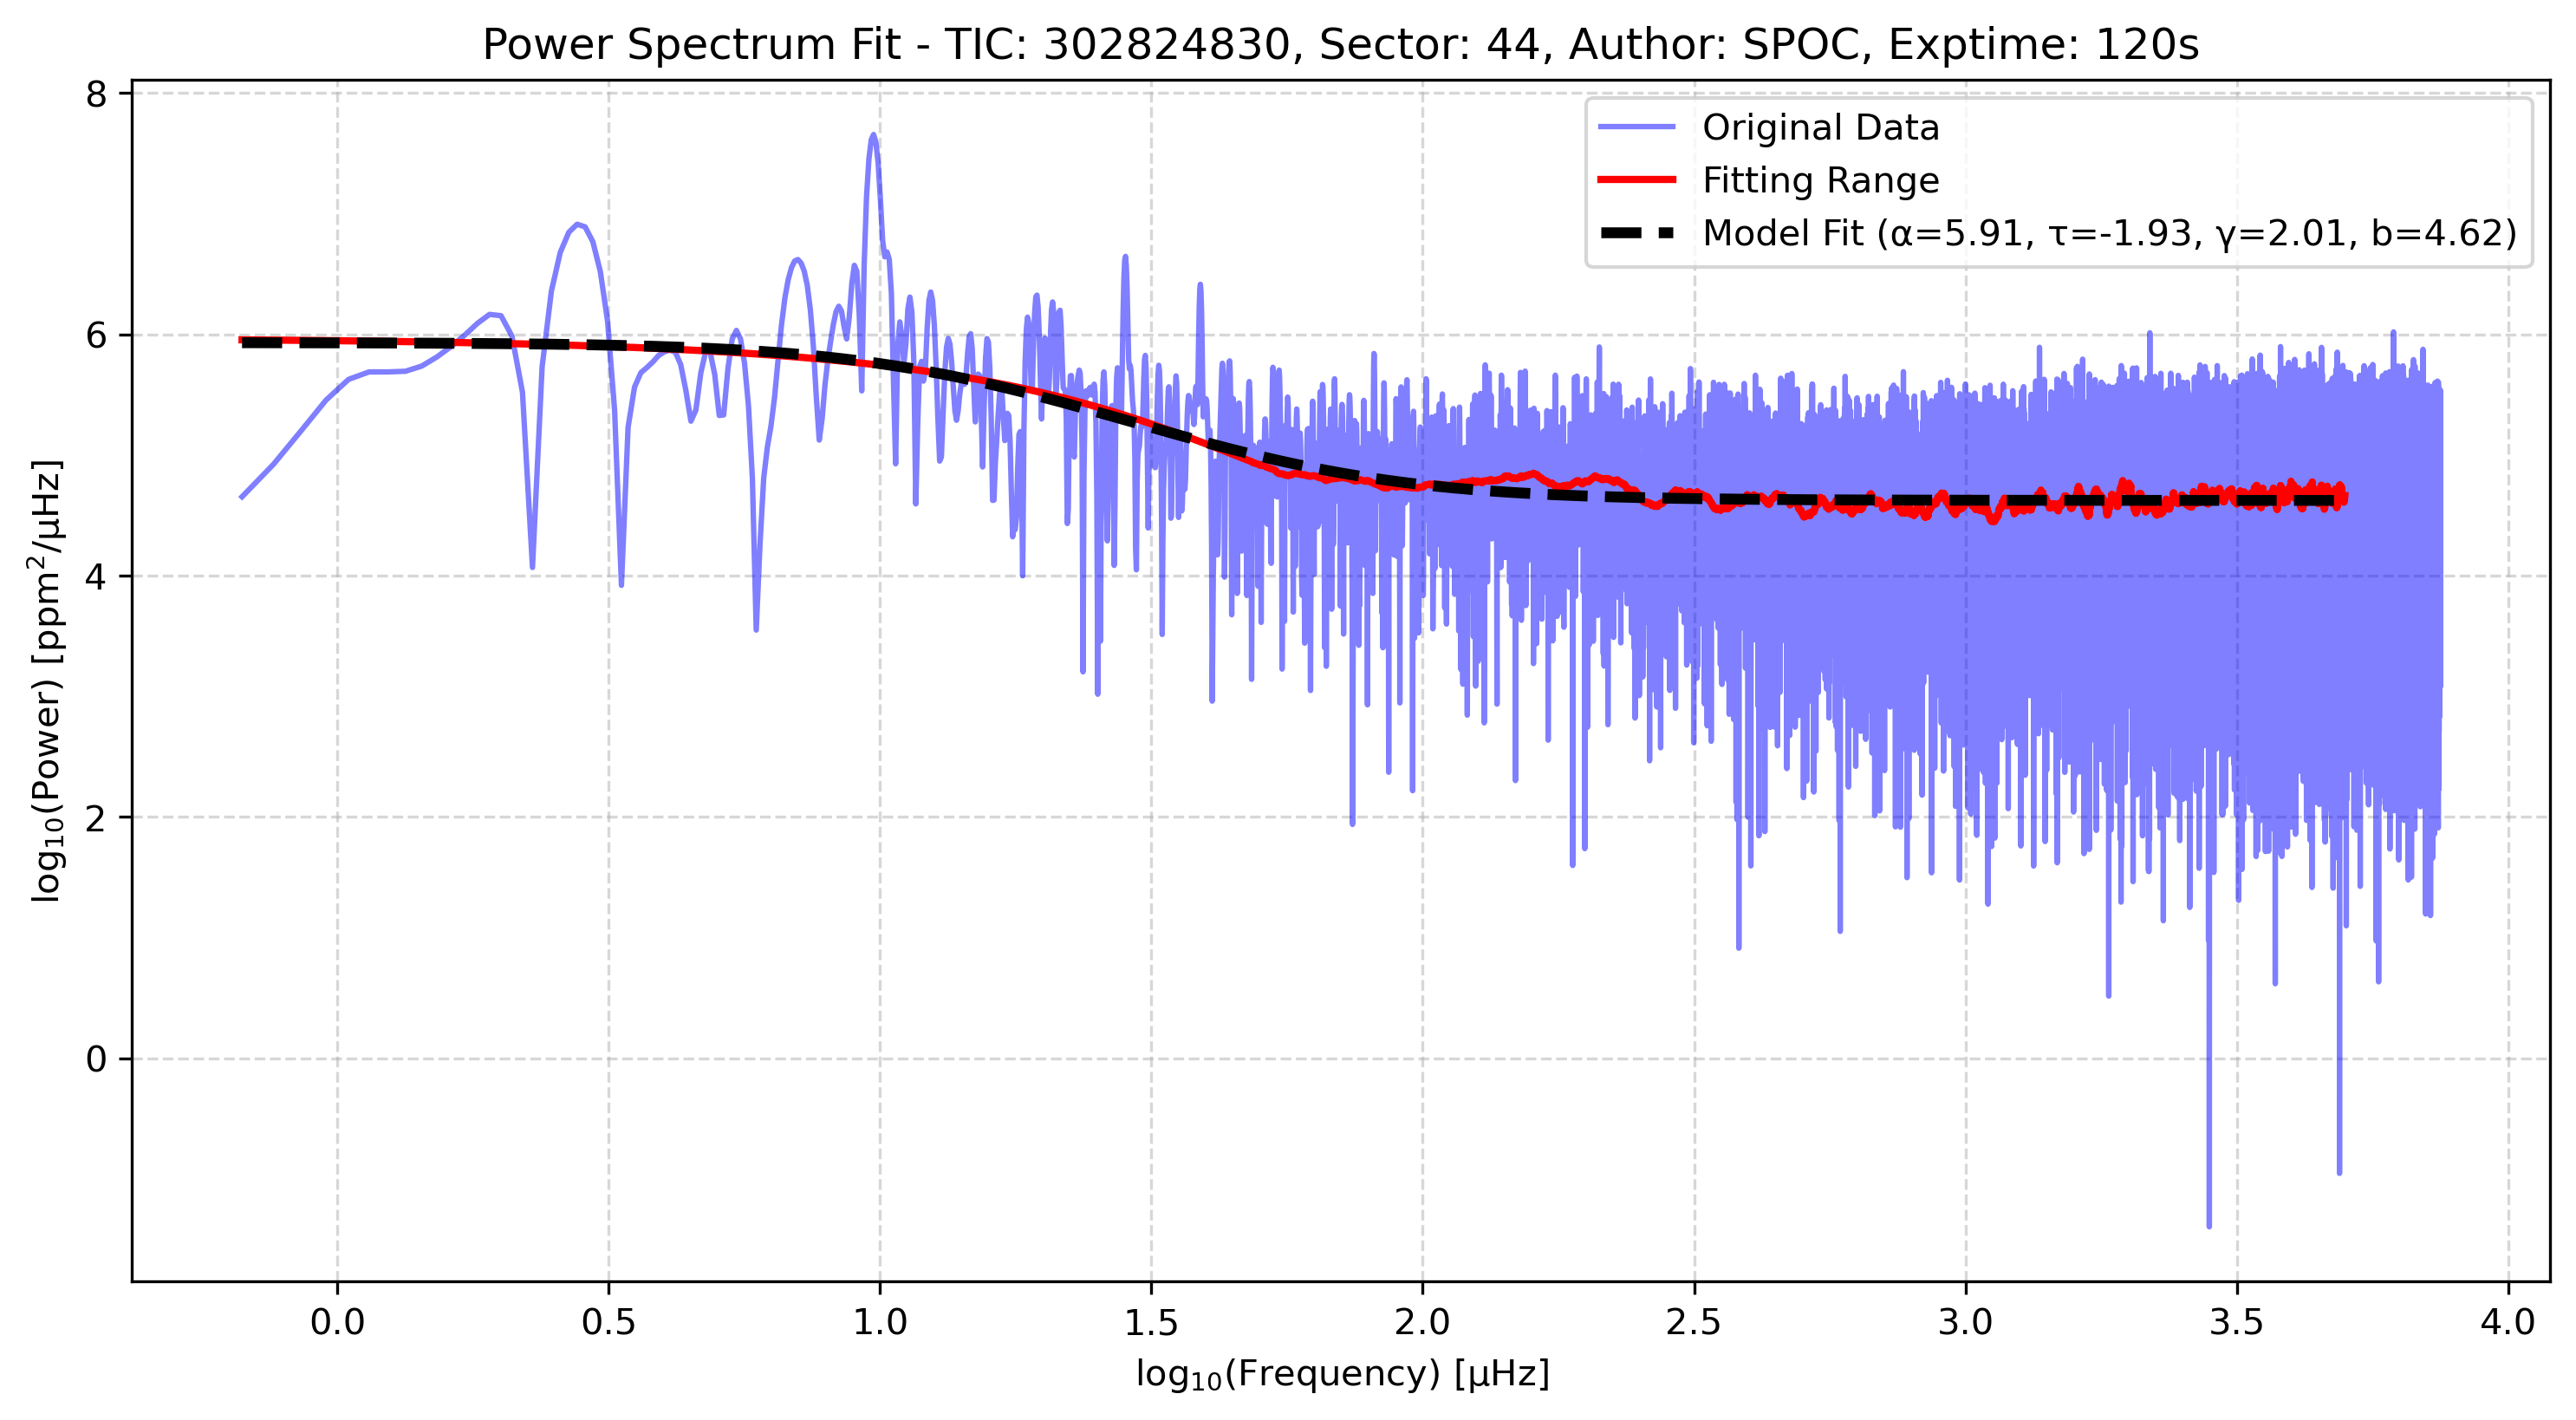 Power Spectrum Fit - TIC: 302824830, Sector: 44, Author: SPOC, Exptime: 120s
Original Data
Fitting Range
Model Fit (α=5.91, τ=-1.93, γ=2.01, b=4.62)
log₁₀(Power) [ppm²/μHz]
8
6
4
2
0
0.0 0.5 1.0 1.5 2.0 2.5 3.0 3.5 4.0
log₁₀(Frequency) [μHz]